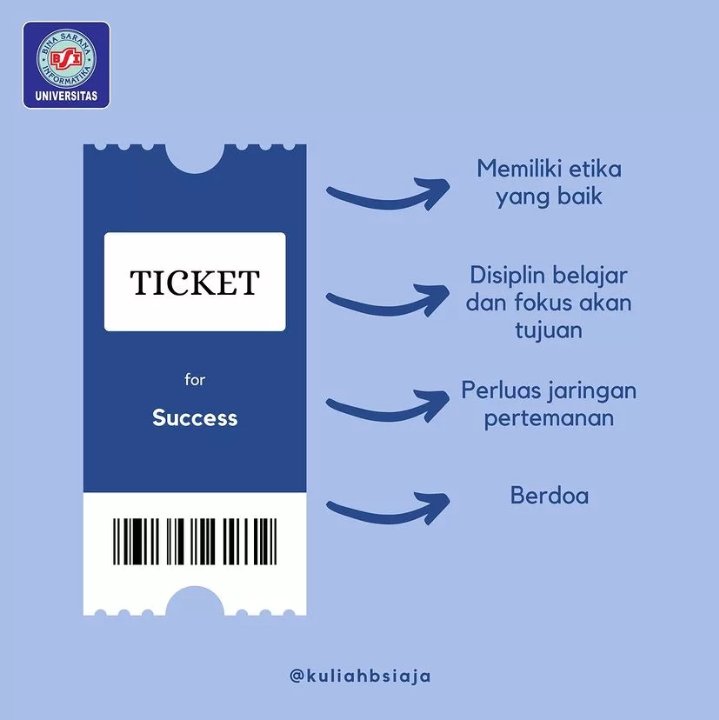 BINA SARANA
BSI
INFORMATIKA
UNIVERSITAS
TICKET
for
Success
Memiliki etika
yang baik
Disiplin belajar
dan fokus akan
tujuan
Perluas jaringan
pertemanan
Berdoa
@kuliahbsiaja